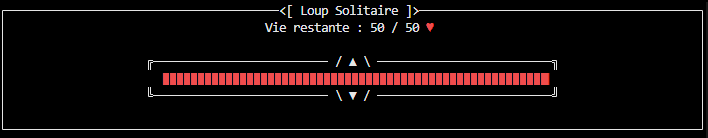 <[ Loup Solitaire ]>
Vie restante : 50 / 50 ♥
/ ▲ \
\ ▼ /